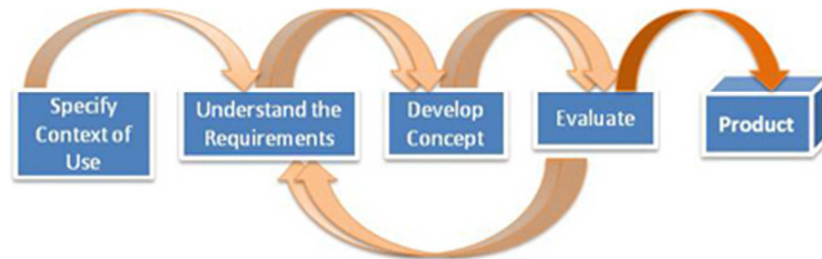 Specify
Context of
Use
Understand the
Requirements
Develop
Concept
Evaluate
Product